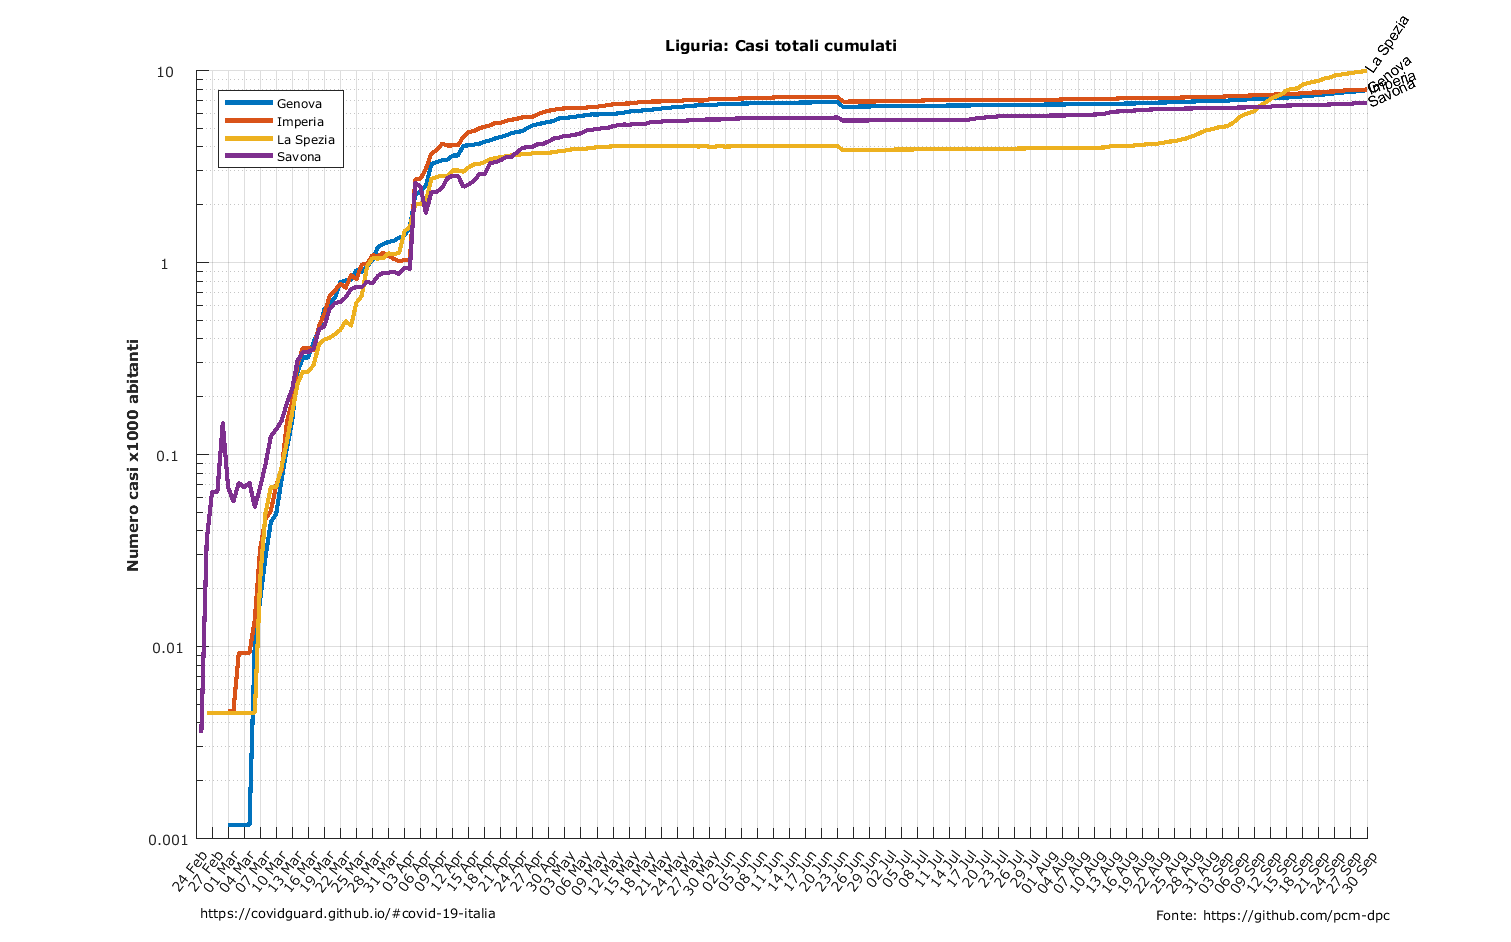 Liguria: Casi totali cumulati
La Spezia
Genova
Imperia
Savona
10
1
0.1
0.01
0.001
Numero casi x1000 abitanti
Genova
Imperia
La Spezia
Savona
24 Feb
27 Feb
01 Mar
04 Mar
07 Mar
10 Mar
13 Mar
16 Mar
19 Mar
22 Mar
25 Mar
28 Mar
31 Mar
03 Apr
06 Apr
09 Apr
12 Apr
15 Apr
18 Apr
21 Apr
24 Apr
27 Apr
30 Apr
03 May
06 May
09 May
12 May
15 May
18 May
21 May
24 May
27 May
30 May
02 Jun
05 Jun
08 Jun
11 Jun
14 Jun
17 Jun
20 Jun
23 Jun
26 Jun
29 Jun
02 Jul
05 Jul
08 Jul
11 Jul
14 Jul
17 Jul
20 Jul
23 Jul
26 Jul
29 Jul
01 Aug
04 Aug
07 Aug
10 Aug
13 Aug
16 Aug
19 Aug
22 Aug
25 Aug
28 Aug
31 Aug
03 Sep
06 Sep
09 Sep
12 Sep
15 Sep
18 Sep
21 Sep
24 Sep
27 Sep
30 Sep
https://covidguard.github.io/#covid-19-italia
Fonte: https://github.com/pcm-dpc